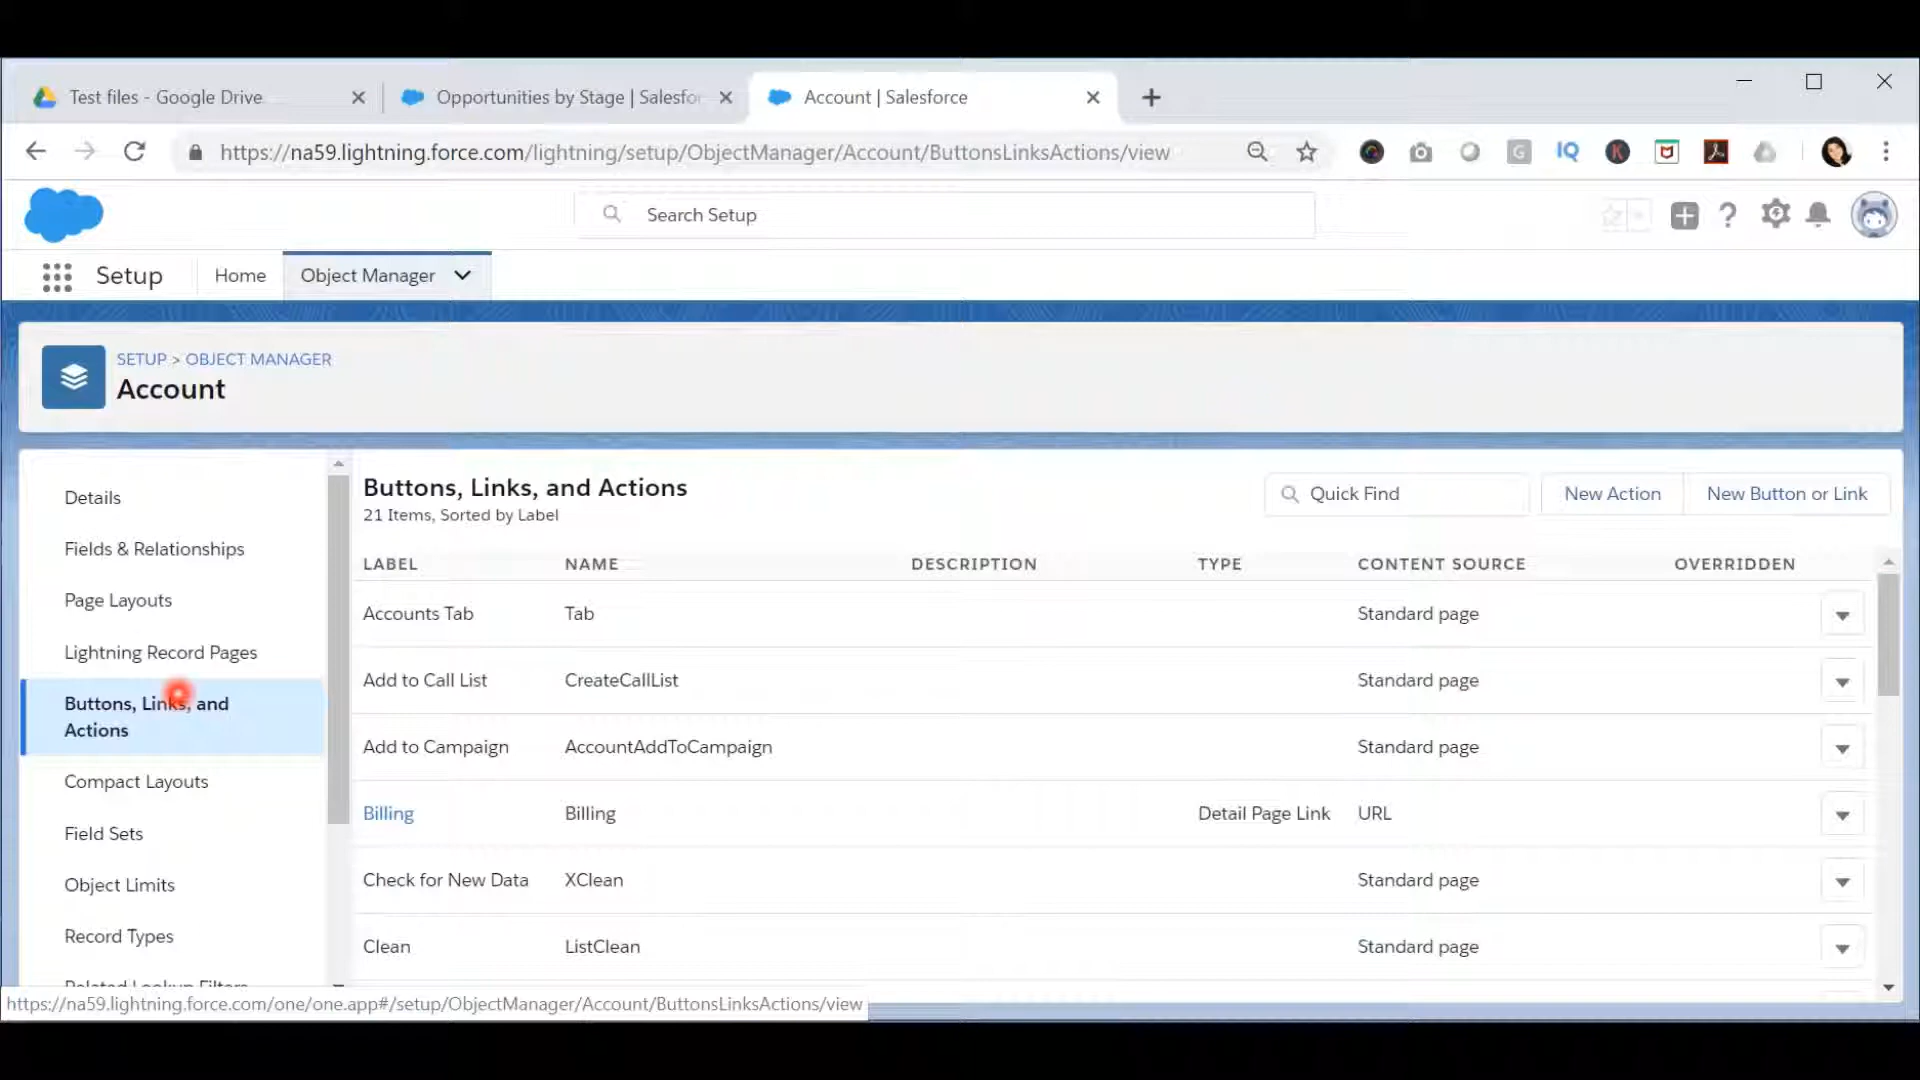 Test files - Google Drive
Opportunities by Stage | Salesfor
Account | Salesforce
https://na59.lightning.force.com/lightning/setup/ObjectManager/Account/ButtonsLinksActions/view
G
IQ
K
Search Setup
?
Setup
Home
Object Manager
SETUP > OBJECT MANAGER
Account
Details
Fields & Relationships
Page Layouts
Lightning Record Pages
Buttons, Links, and
Actions
Compact Layouts
Field Sets
Object Limits
Record Types
Related Lookup Filters
Buttons, Links, and Actions
21 Items, Sorted by Label
Quick Find
New Action
New Button or Link
LABEL NAME DESCRIPTION TYPE CONTENT SOURCE OVERRIDDEN
Accounts Tab Tab Standard page
Add to Call List CreateCallList Standard page
Add to Campaign AccountAddToCampaign Standard page
Billing Billing Detail Page Link URL
Check for New Data XClean Standard page
Clean ListClean Standard page
https://na59.lightning.force.com/one/one.app#/setup/ObjectManager/Account/ButtonsLinksActions/view